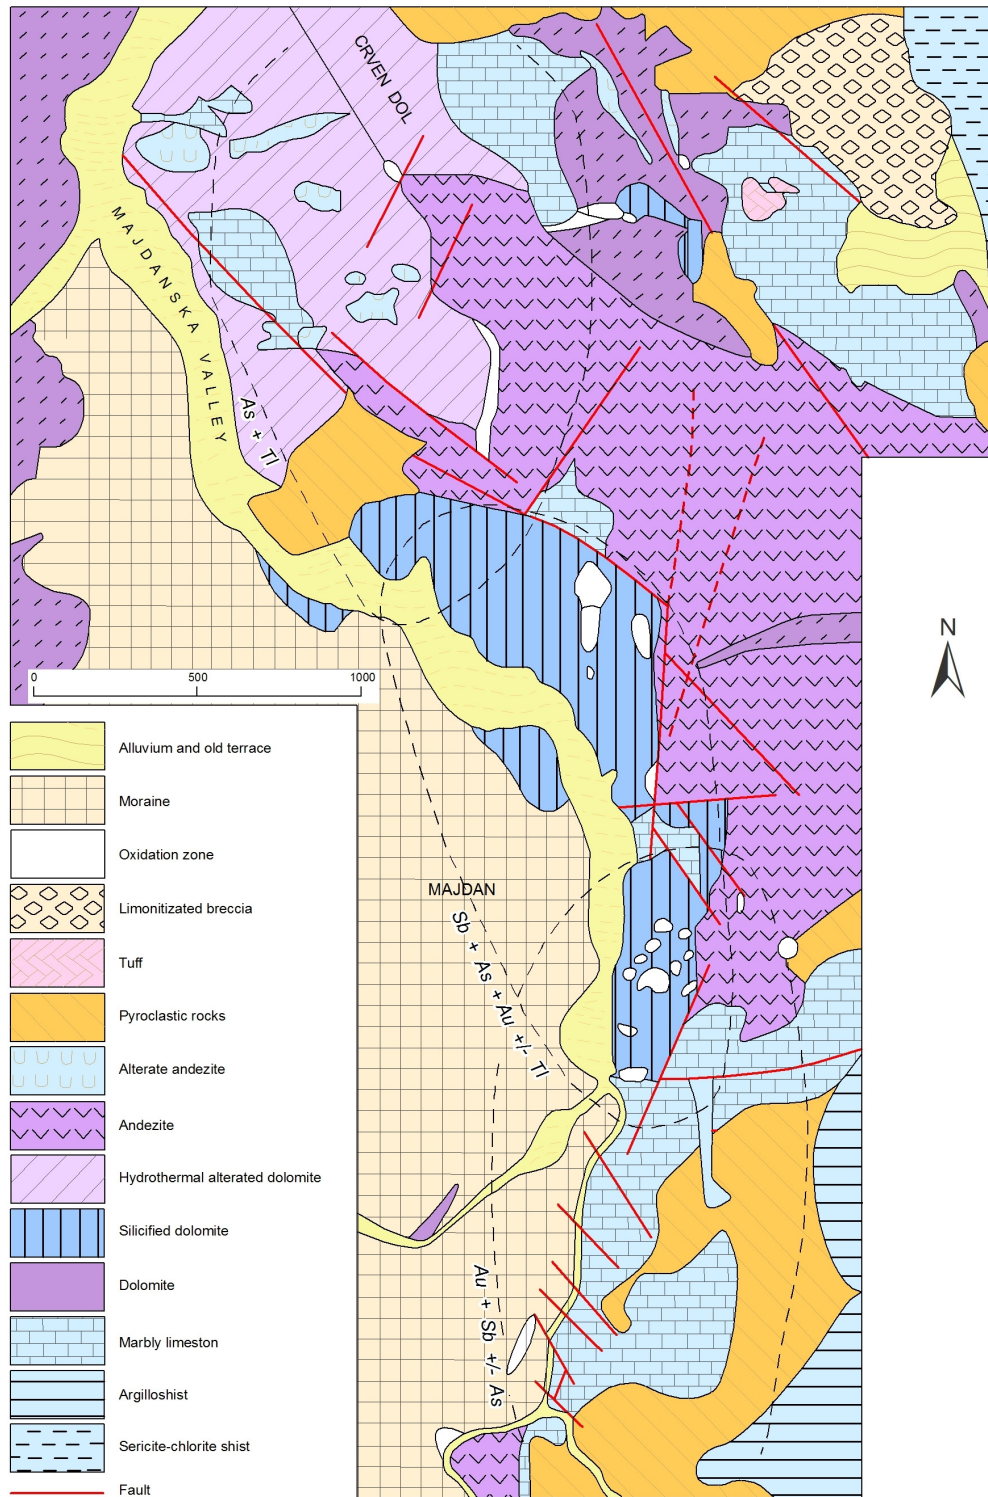 CRVEN DOL
MAJDANSKA VALLEY
As + Tl
N
0 500 1000
Alluvium and old terrace
Moraine
Oxidation zone
MAJDAN
Limonitizated breccia
Sb + As + Au +/- Tl
Tuff
Pyroclastic rocks
Alterate andezite
Andezite
Hydrothermal alterated dolomite
Silicified dolomite
Dolomite
Au + Sb +/- As
Marbly limeston
Argilloshist
Sericite-chlorite shist
Fault